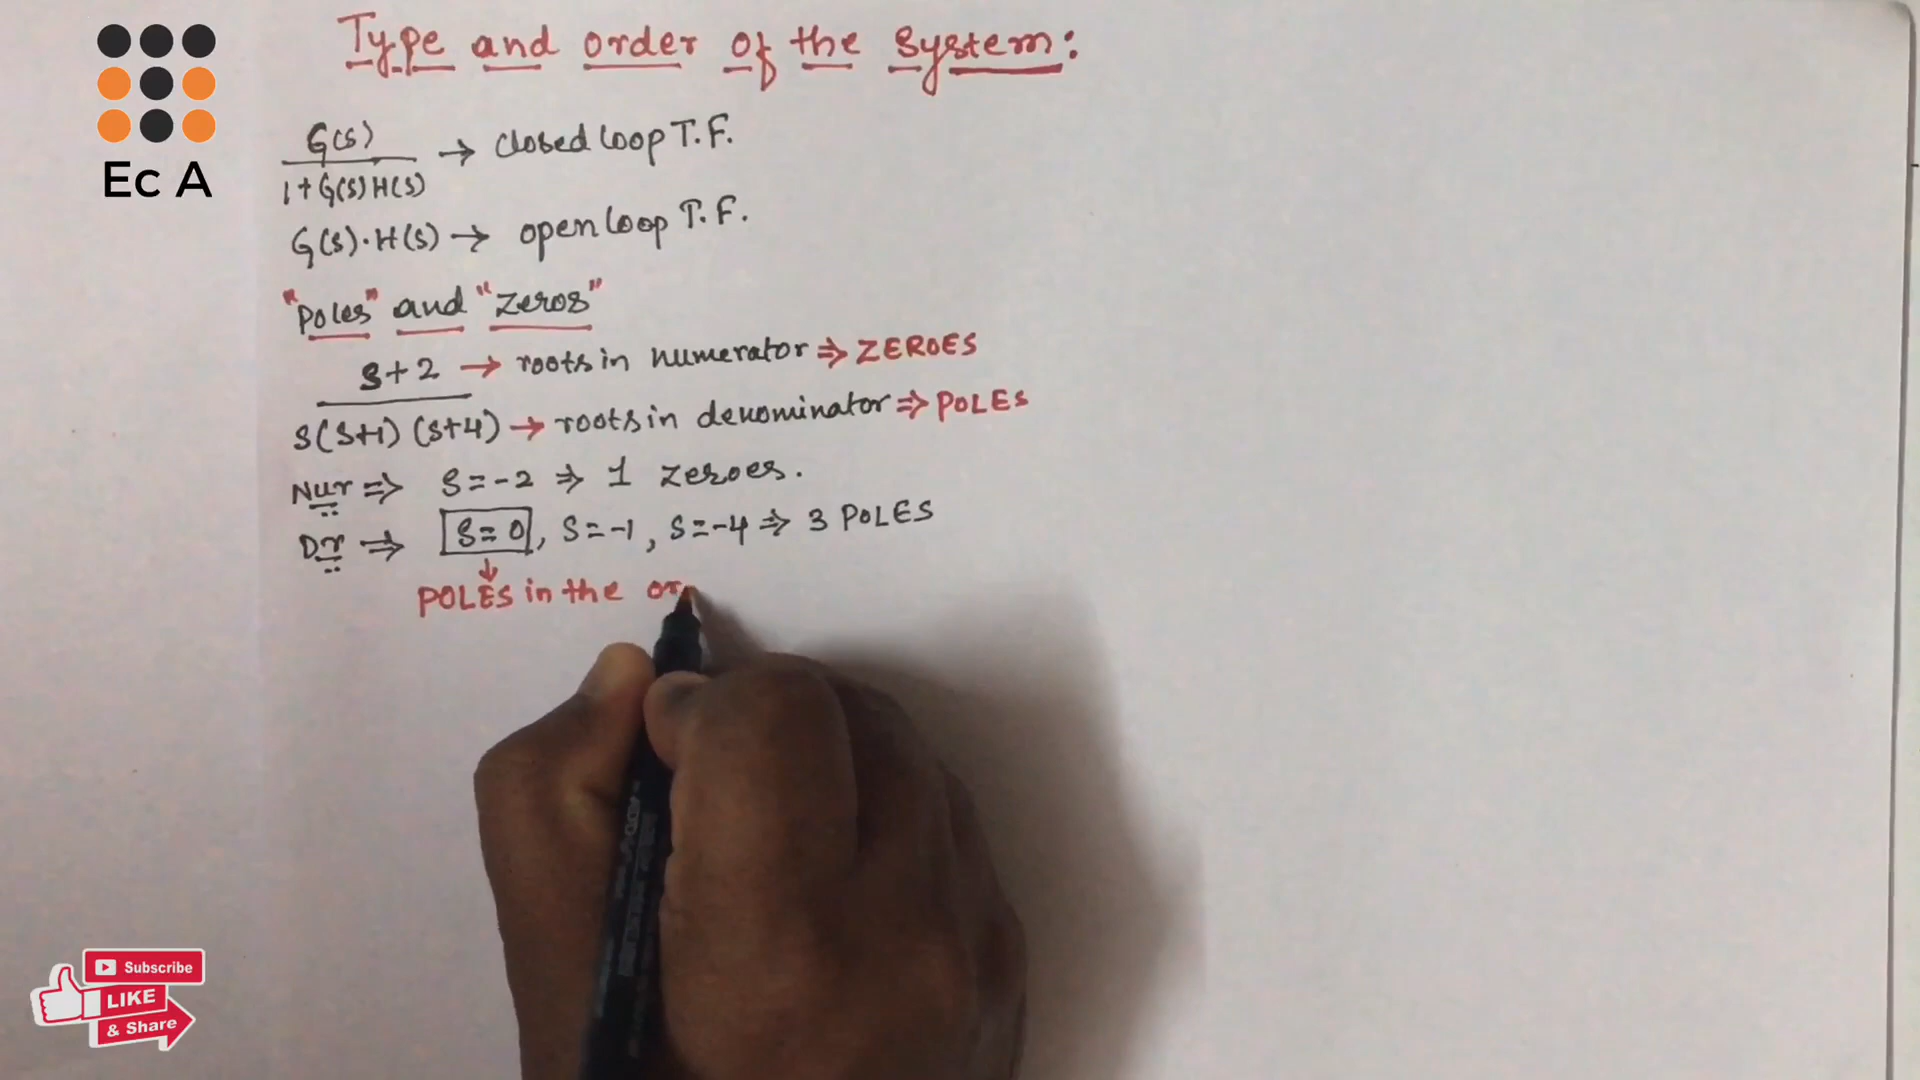 Type and order of the system:
Ec A
G(S) / 1+G(S)H(S) → closed loop T.F.
G(S)·H(S) → open loop T.F.
"Poles" and "Zeros"
S+2 → roots in numerator ⇒ ZEROES
S(S+1)(S+4) → roots in denominator ⇒ POLES
Nur ⇒ S=-2 ⇒ 1 zeroes.
Dr ⇒ S=0, S=-1, S=-4 ⇒ 3 POLES
↓
POLES in the or
Subscribe
LIKE
& Share